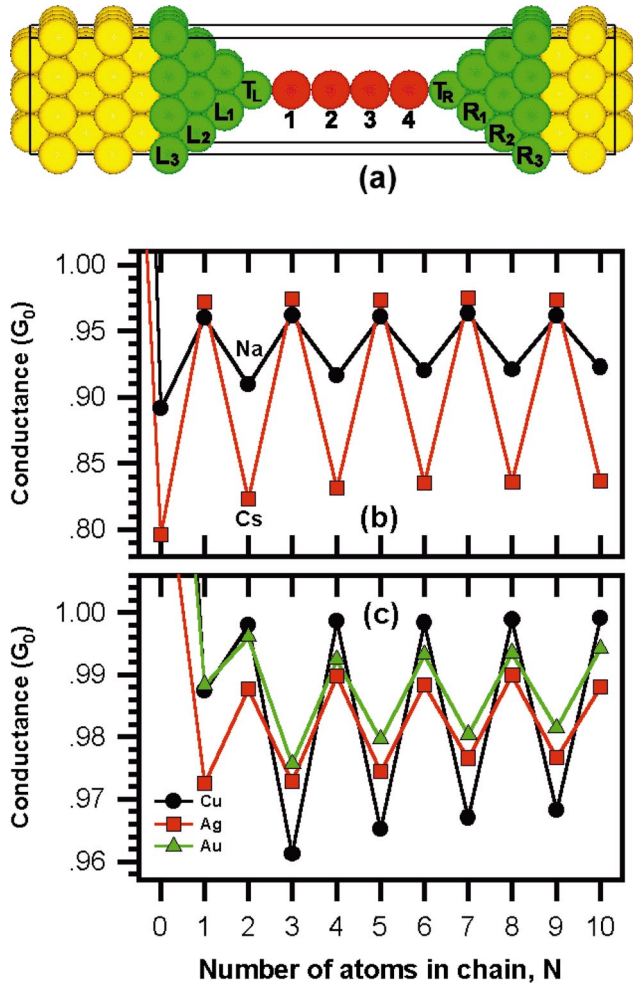 T_L T_R
L_1 R_1
1 2 3 4
L_2 R_2
L_3 R_3
(a)
1.00
.95
.90
.85
.80
Conductance (G_0)
Na
Cs
(b)
1.00
.99
.98
.97
.96
Conductance (G_0)
(c)
Cu
Ag
Au
0 1 2 3 4 5 6 7 8 9 10
Number of atoms in chain, N